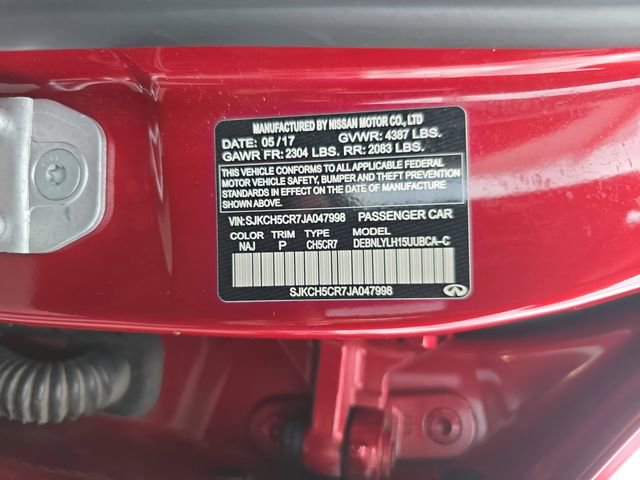 MANUFACTURED BY NISSAN MOTOR CO., LTD
DATE: 05/17 GVWR: 4387 LBS.
GAWR FR: 2304 LBS. RR: 2083 LBS.
THIS VEHICLE CONFORMS TO ALL APPLICABLE FEDERAL
MOTOR VEHICLE SAFETY, BUMPER AND THEFT PREVENTION
STANDARDS IN EFFECT ON THE DATE OF MANUFACTURE
SHOWN ABOVE.
VIN:SJKCH5CR7JA047998 PASSENGER CAR
COLOR TRIM TYPE MODEL
NAJ P CH5CR7 DEBNLYLH15UUBCA-C
SJKCH5CR7JA047998